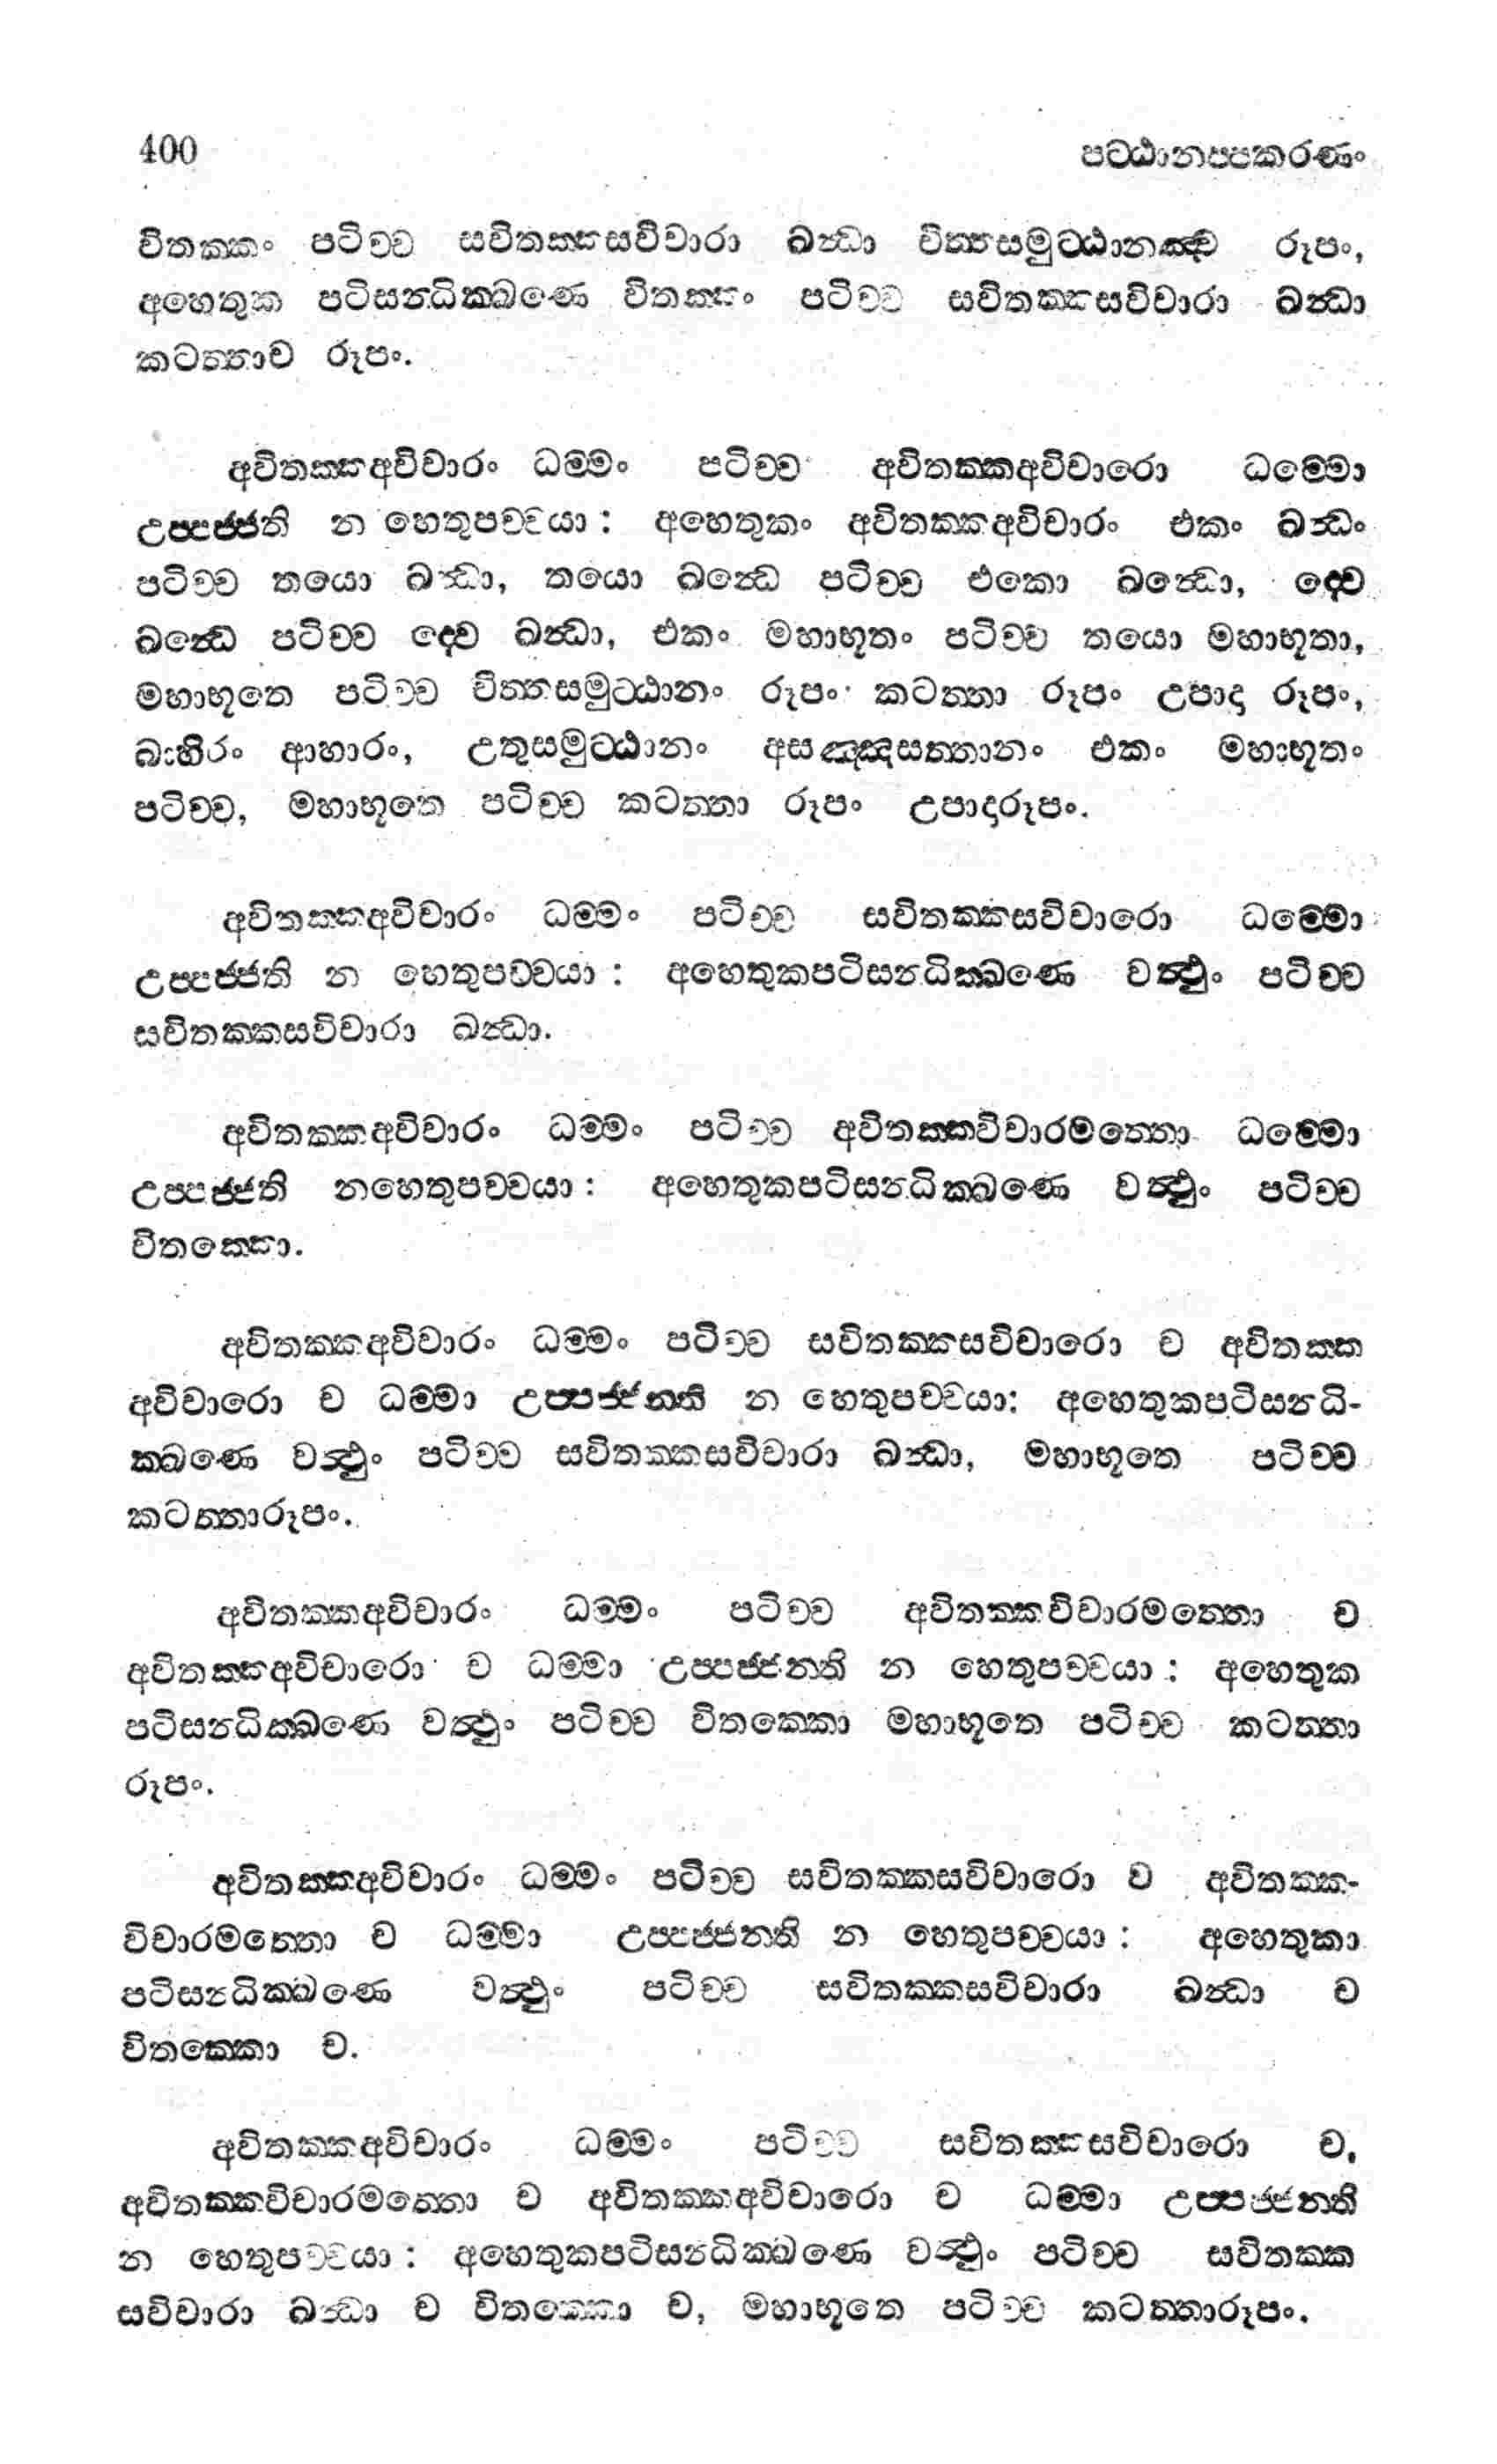 400 පට්ඨානප්පකරණං
විතක්කං පටිච්ච සවිතක්කසවිචාරා ඛන්ධා චිත්තසමුට්ඨානඤ්ච රූපං,
අහෙතුක පටිසන්ධික්ඛණෙ විතක්කං පටිච්ච සවිතක්කසවිචාරා ඛන්ධා
කටත්තාච රූපං.
අවිතක්කඅවිචාරං ධම්මං පටිච්ච අවිතක්කඅවිචාරො ධම්මො
උප්පජ්ජති න හෙතුපච්චයා : අහෙතුකං අවිතක්කඅවිචාරං එකං ඛන්ධං
පටිච්ච තයො ඛන්ධා, තයො ඛන්ධෙ පටිච්ච එකො ඛන්ධො, ද්වෙ
ඛන්ධෙ පටිච්ච ද්වෙ ඛන්ධා, එකං මහාභූතං පටිච්ච තයො මහාභූතා,
මහාභූතෙ පටිච්ච චිත්තසමුට්ඨානං රූපං කටත්තා රූපං උපාදා රූපං,
බාහිරං ආහාරං, උතුසමුට්ඨානං අසඤ්ඤසත්තානං එකං මහාභූතං
පටිච්ච, මහාභූතෙ පටිච්ච කටත්තා රූපං උපාදාරූපං.
අවිතක්කඅවිචාරං ධම්මං පටිච්ච සවිතක්කසවිචාරො ධම්මො
උප්පජ්ජති න හෙතුපච්චයා : අහෙතුකපටිසන්ධික්ඛණෙ වත්ථුං පටිච්ච
සවිතක්කසවිචාරා ඛන්ධා.
අවිතක්කඅවිචාරං ධම්මං පටිච්ච අවිතක්කවිචාරමත්තො ධම්මො
උප්පජ්ජති නහෙතුපච්චයා : අහෙතුකපටිසන්ධික්ඛණෙ වත්ථුං පටිච්ච
විතක්කො.
අවිතක්කඅවිචාරං ධම්මං පටිච්ච සවිතක්කසවිචාරො ච අවිතක්ක
අවිචාරො ච ධම්මා උප්පජ්ජන්ති න හෙතුපච්චයා: අහෙතුකපටිසන්ධි-
ක්ඛණෙ වත්ථුං පටිච්ච සවිතක්කසවිචාරා ඛන්ධා, මහාභූතෙ පටිච්ච
කටත්තාරූපං.
අවිතක්කඅවිචාරං ධම්මං පටිච්ච අවිතක්කවිචාරමත්තො ච
අවිතක්කඅවිචාරො ච ධම්මා උප්පජ්ජන්ති න හෙතුපච්චයා : අහෙතුක
පටිසන්ධික්ඛණෙ වත්ථුං පටිච්ච විතක්කො මහාභූතෙ පටිච්ච කටත්තා
රූපං.
අවිතක්කඅවිචාරං ධම්මං පටිච්ච සවිතක්කසවිචාරො ච අවිතක්ක-
විචාරමත්තො ච ධම්මා උප්පජ්ජන්ති න හෙතුපච්චයා : අහෙතුකා
පටිසන්ධික්ඛණෙ වත්ථුං පටිච්ච සවිතක්කසවිචාරා ඛන්ධා ච
විතක්කො ච.
අවිතක්කඅවිචාරං ධම්මං පටිච්ච සවිතක්කසවිචාරො ච,
අවිතක්කවිචාරමත්තො ච අවිතක්කඅවිචාරො ච ධම්මා උප්පජ්ජන්ති
න හෙතුපච්චයා : අහෙතුකපටිසන්ධික්ඛණෙ වත්ථුං පටිච්ච සවිතක්ක
සවිචාරා ඛන්ධා ච විතක්කො ච, මහාභූතෙ පටිච්ච කටත්තාරූපං.